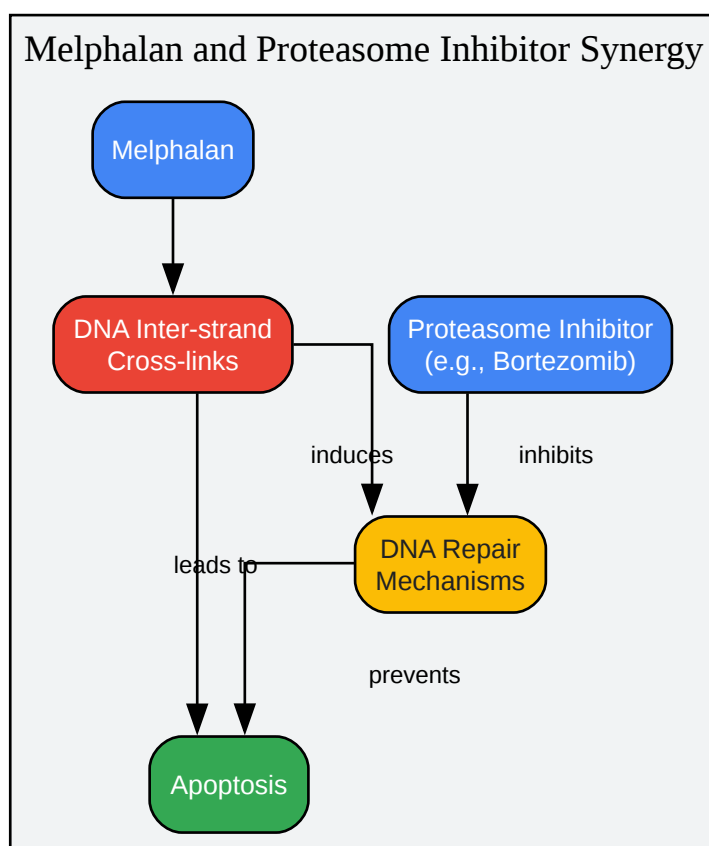 Melphalan and Proteasome Inhibitor Synergy
Melphalan
DNA Inter-strand
Cross-links
Proteasome Inhibitor
(e.g., Bortezomib)
induces
inhibits
DNA Repair
Mechanisms
leads to
prevents
Apoptosis